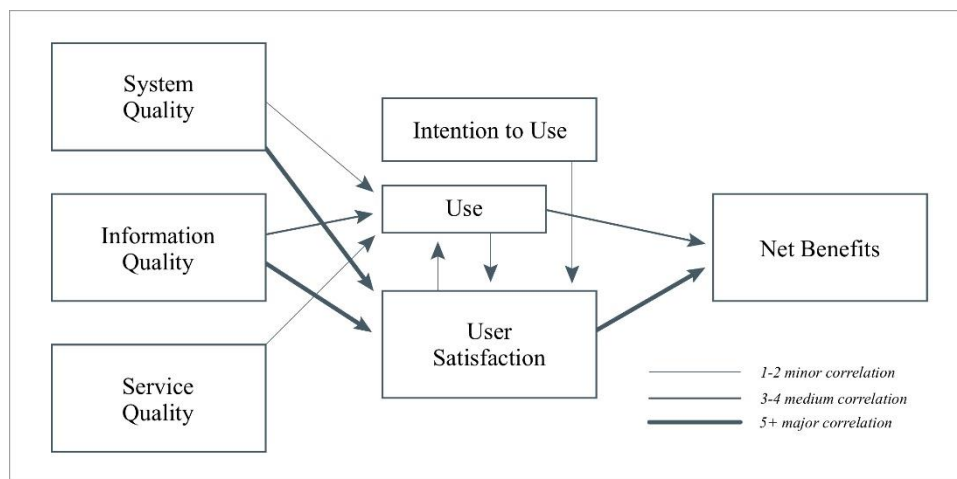 System
Quality
Intention to Use
Use
Information
Quality
Net Benefits
User
Satisfaction
Service
Quality
1-2 minor correlation
3-4 medium correlation
5+ major correlation